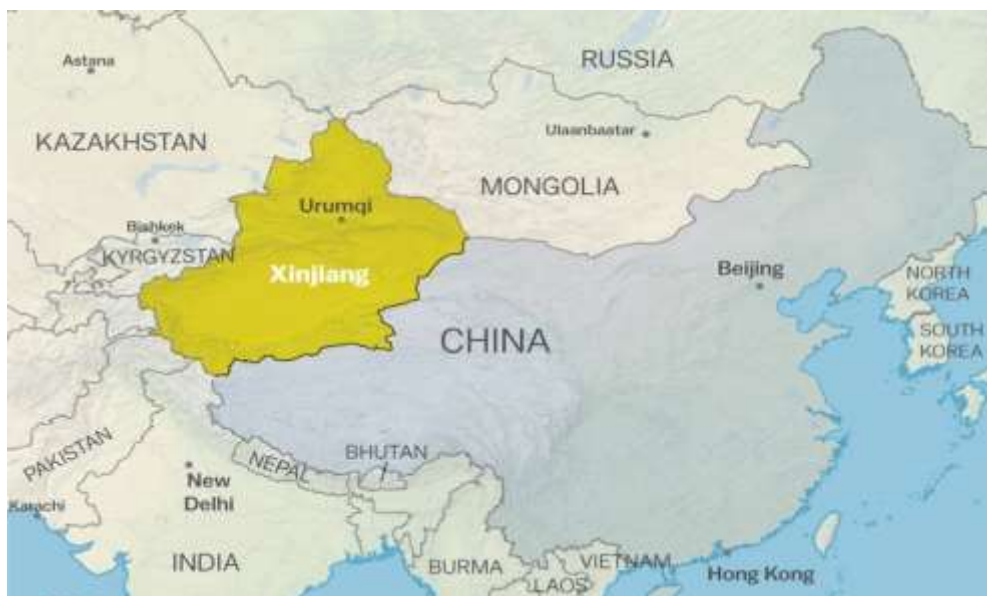 RUSSIA
Astana
Ulaanbaatar
KAZAKHSTAN
MONGOLIA
Urumqi
Bishkek
KYRGYZSTAN
Xinjiang
Beijing
NORTH
KOREA
CHINA
SOUTH
KOREA
PAKISTAN
BHUTAN
NEPAL
New
Delhi
Karachi
INDIA
BURMA
VIETNAM
LAOS
Hong Kong